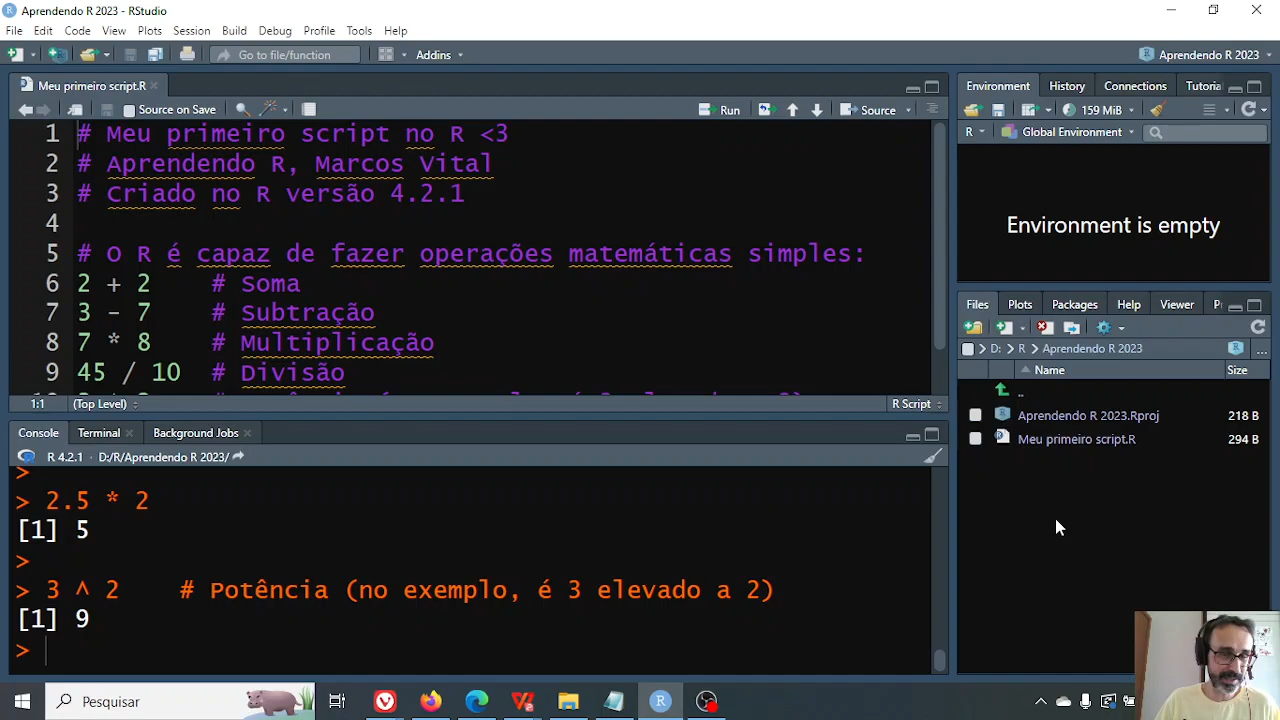 Aprendendo R 2023 - RStudio
File Edit Code View Plots Session Build Debug Profile Tools Help
Go to file/function
Addins
Aprendendo R 2023
Meu primeiro script.R
Source on Save
Run
Source
1 # Meu primeiro script no R <3
2 # Aprendendo R, Marcos Vital
3 # Criado no R versão 4.2.1
4
5 # O R é capaz de fazer operações matemáticas simples:
6 2 + 2 # Soma
7 3 - 7 # Subtração
8 7 * 8 # Multiplicação
9 45 / 10 # Divisão
1:1 (Top Level) R Script
Console Terminal Background Jobs
R 4.2.1 · D:/R/Aprendendo R 2023/
>
> 2.5 * 2
[1] 5
>
> 3 ^ 2 # Potência (no exemplo, é 3 elevado a 2)
[1] 9
>
Environment History Connections Tutoria
159 MiB
R Global Environment
Environment is empty
Files Plots Packages Help Viewer
D: R Aprendendo R 2023
Name Size
..
Aprendendo R 2023.Rproj 218 B
Meu primeiro script.R 294 B
Pesquisar